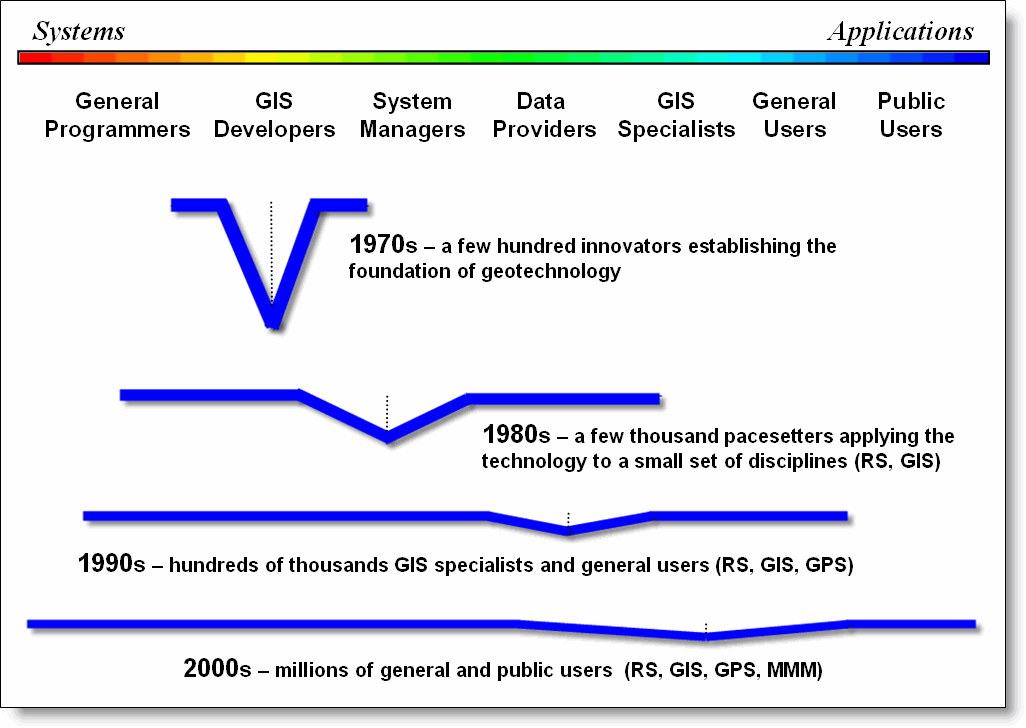 Systems Applications
General Programmers
GIS Developers
System Managers
Data Providers
GIS Specialists
General Users
Public Users
1970s – a few hundred innovators establishing the
foundation of geotechnology
1980s – a few thousand pacesetters applying the
technology to a small set of disciplines (RS, GIS)
1990s – hundreds of thousands GIS specialists and general users (RS, GIS, GPS)
2000s – millions of general and public users (RS, GIS, GPS, MMM)